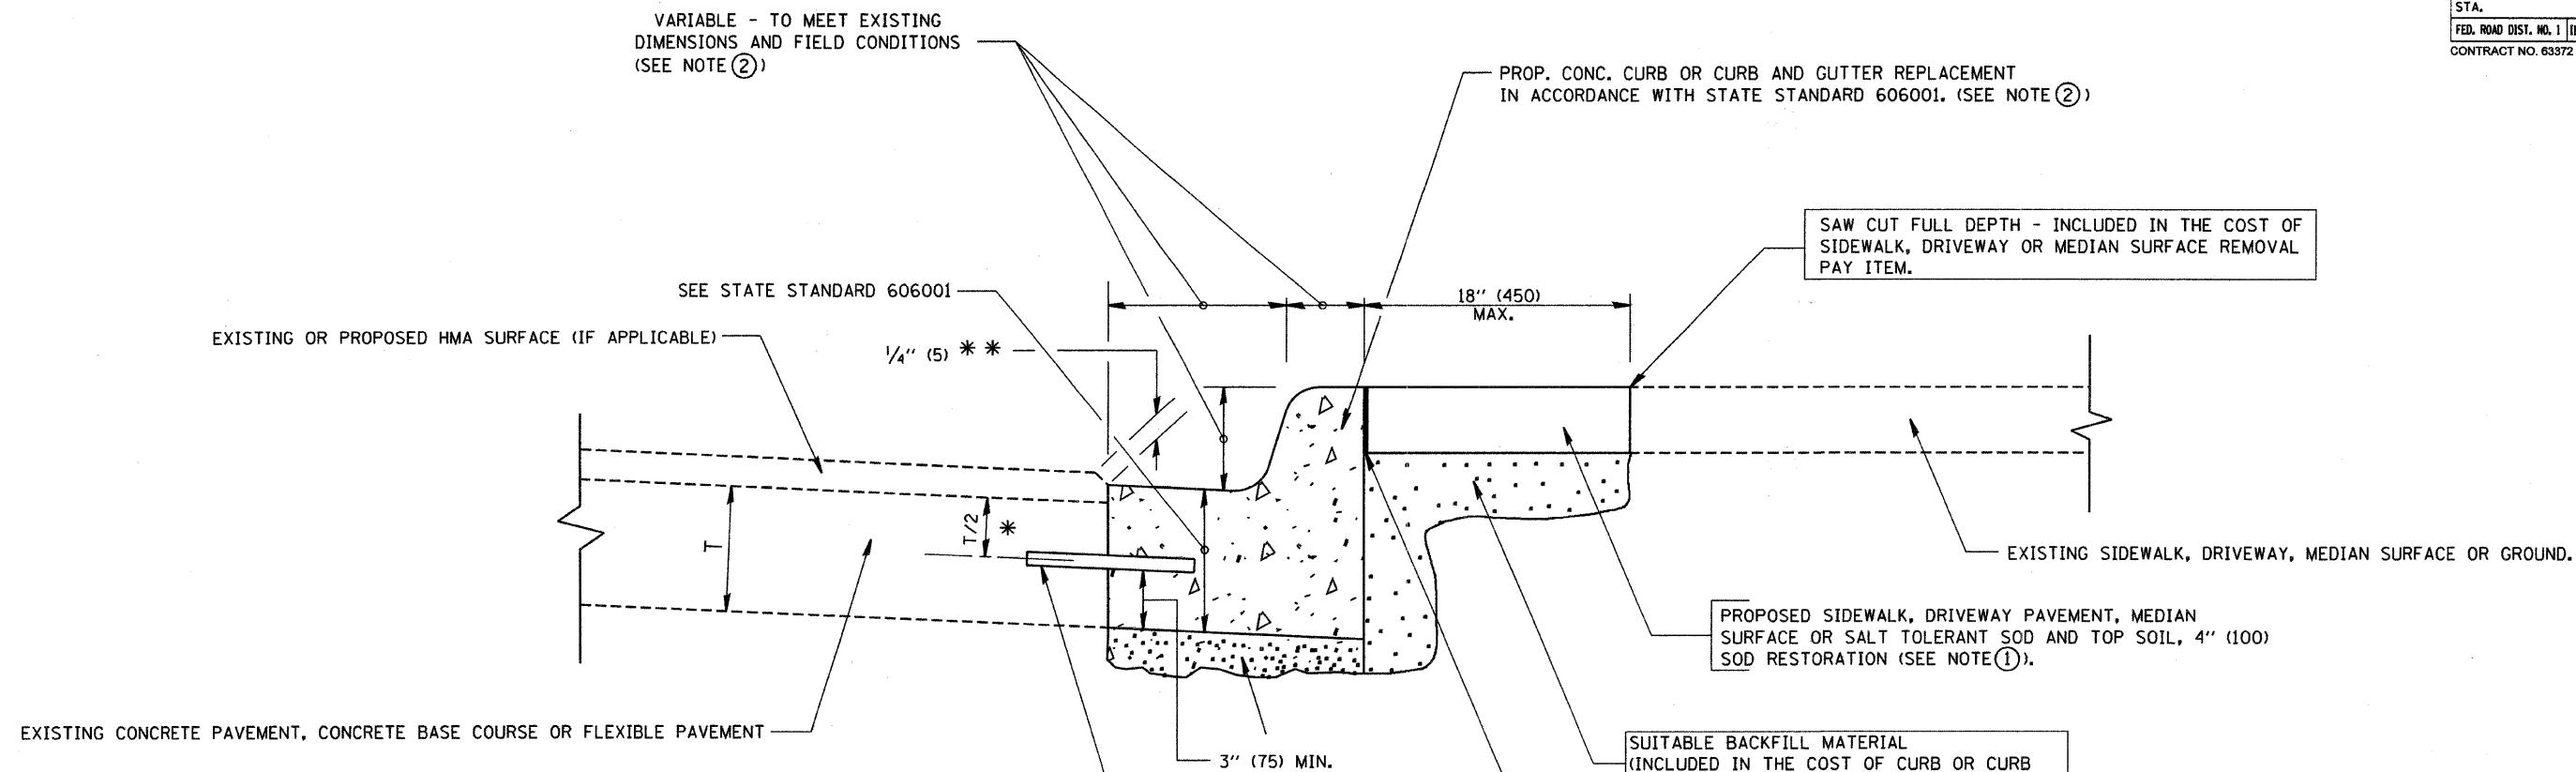 STA.
FED. ROAD DIST. NO. 1
CONTRACT NO. 63372
VARIABLE - TO MEET EXISTING
DIMENSIONS AND FIELD CONDITIONS
(SEE NOTE 2)
PROP. CONC. CURB OR CURB AND GUTTER REPLACEMENT
IN ACCORDANCE WITH STATE STANDARD 606001. (SEE NOTE 2)
SAW CUT FULL DEPTH - INCLUDED IN THE COST OF
SIDEWALK, DRIVEWAY OR MEDIAN SURFACE REMOVAL
PAY ITEM.
SEE STATE STANDARD 606001
18" (450)
MAX.
EXISTING OR PROPOSED HMA SURFACE (IF APPLICABLE)
1/4" (5) * *
T
T/2 *
EXISTING SIDEWALK, DRIVEWAY, MEDIAN SURFACE OR GROUND.
PROPOSED SIDEWALK, DRIVEWAY PAVEMENT, MEDIAN
SURFACE OR SALT TOLERANT SOD AND TOP SOIL, 4" (100)
SOD RESTORATION (SEE NOTE 1).
EXISTING CONCRETE PAVEMENT, CONCRETE BASE COURSE OR FLEXIBLE PAVEMENT
3" (75) MIN.
SUITABLE BACKFILL MATERIAL
(INCLUDED IN THE COST OF CURB OR CURB